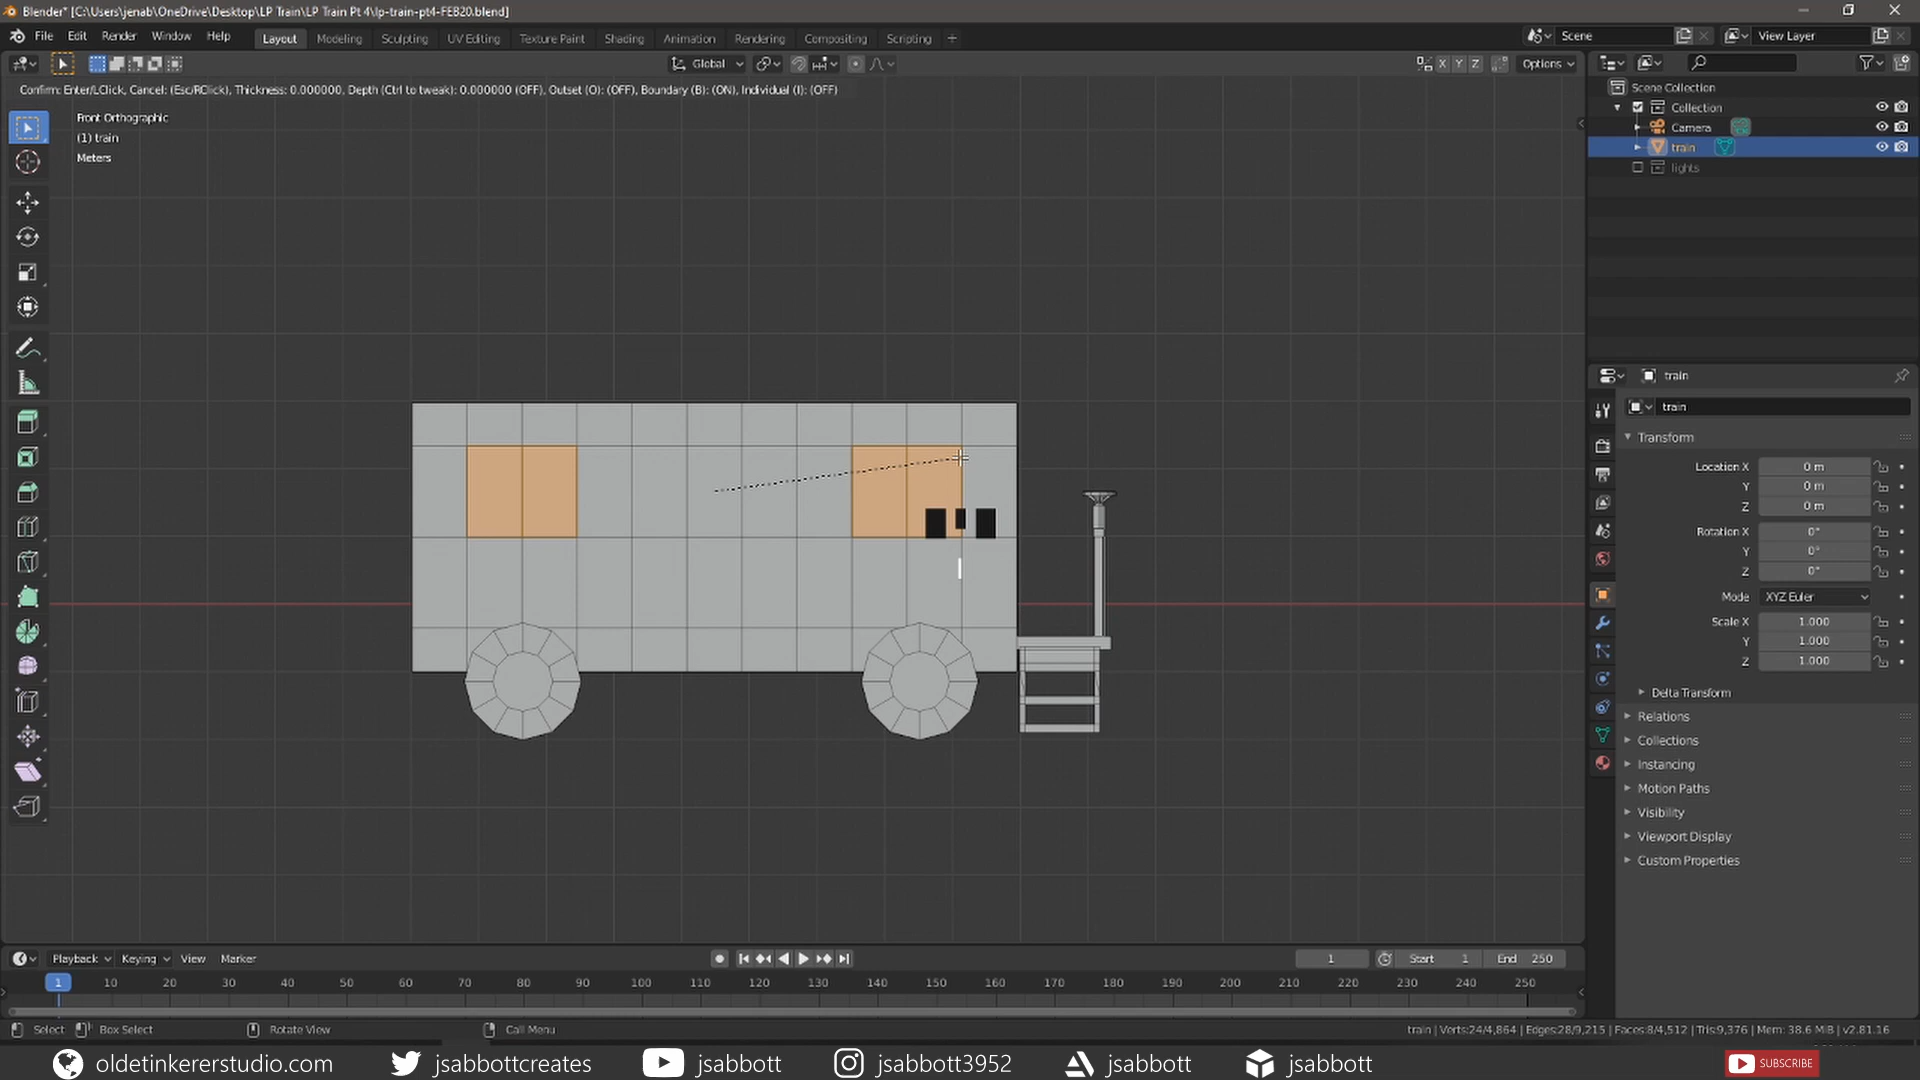 Blender* [C:\Users\jenab\OneDrive\Desktop\LP Train\LP Train Pt 4\lp-train-pt4-FEB20.blend]
File Edit Render Window Help Layout Modeling Sculpting UV Editing Texture Paint Shading Animation Rendering Compositing Scripting + Scene View Layer
Global X Y Z Options
Confirm: Enter/LClick, Cancel: (Esc/RClick), Thickness: 0.000000, Depth (Ctrl to tweak): 0.000000 (OFF), Outset (O): (OFF), Boundary (B): (ON), Individual (I): (OFF)
Front Orthographic
(1) train
Meters
Scene Collection
Collection
Camera
train
lights
train
train
Transform
Location X 0 m
Y 0 m
Z 0 m
Rotation X 0°
Y 0°
Z 0°
Mode XYZ Euler
Scale X 1.000
Y 1.000
Z 1.000
Delta Transform
Relations
Collections
Instancing
Motion Paths
Visibility
Viewport Display
Custom Properties
Playback Keying View Marker 1 Start 1 End 250
1 10 20 30 40 50 60 70 80 90 100 110 120 130 140 150 160 170 180 190 200 210 220 230 240 250
Select Box Select Rotate View Call Menu train | Verts:24/4,864 | Edges:28/9,215 | Faces:8/4,512 | Tris:9,376 | Mem: 38.6 MiB | v2.81.16
oldetinkererstudio.com jsabbottcreates jsabbott jsabbott3952 jsabbott jsabbott SUBSCRIBE